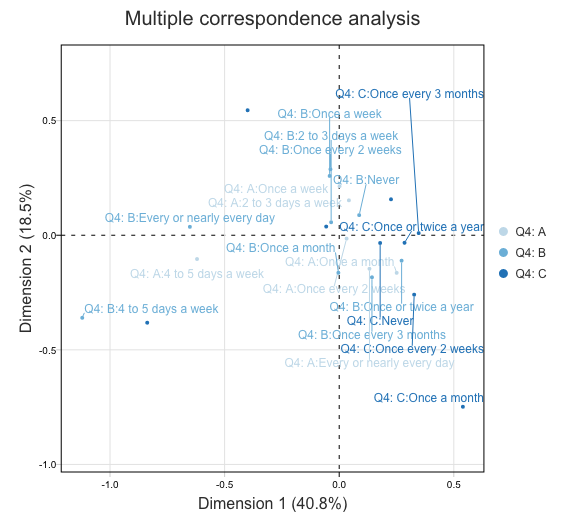 Multiple correspondence analysis
Q4: C:Once every 3 months
Q4: B:Once a week
Q4: B:2 to 3 days a week
Q4: B:Once every 2 weeks
Q4: B:Never
Q4: A:Once a week
Q4: A:2 to 3 days a week
Q4: B:Every or nearly every day
Q4: C:Once or twice a year
Q4: B:Once a month
Q4: A:Once a month
Q4: A:4 to 5 days a week
Q4: A:Once every 2 weeks
Q4: B:4 to 5 days a week
Q4: B:Once or twice a year
Q4: C:Never
Q4: B:Once every 3 months
Q4: C:Once every 2 weeks
Q4: A:Every or nearly every day
Q4: C:Once a month
Q4: A
Q4: B
Q4: C
0.5
0.0
-0.5
-1.0
-1.0
-0.5
0.0
0.5
Dimension 1 (40.8%)
Dimension 2 (18.5%)